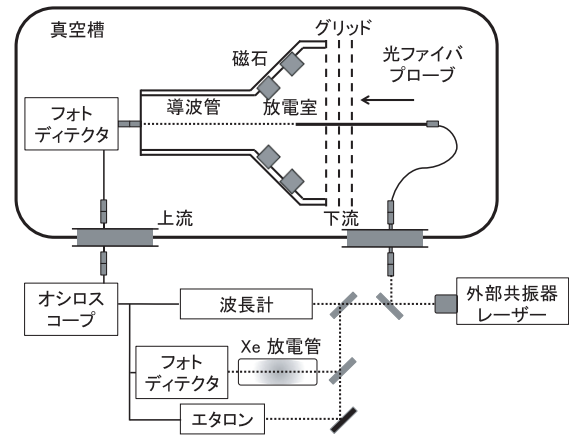 真空槽
グリッド
磁石
光ファイバ
プローブ
フォト
ディテクタ
導波管
放電室
上流
下流
オシロス
コープ
波長計
外部共振器
レーザー
Xe 放電管
フォト
ディテクタ
エタロン